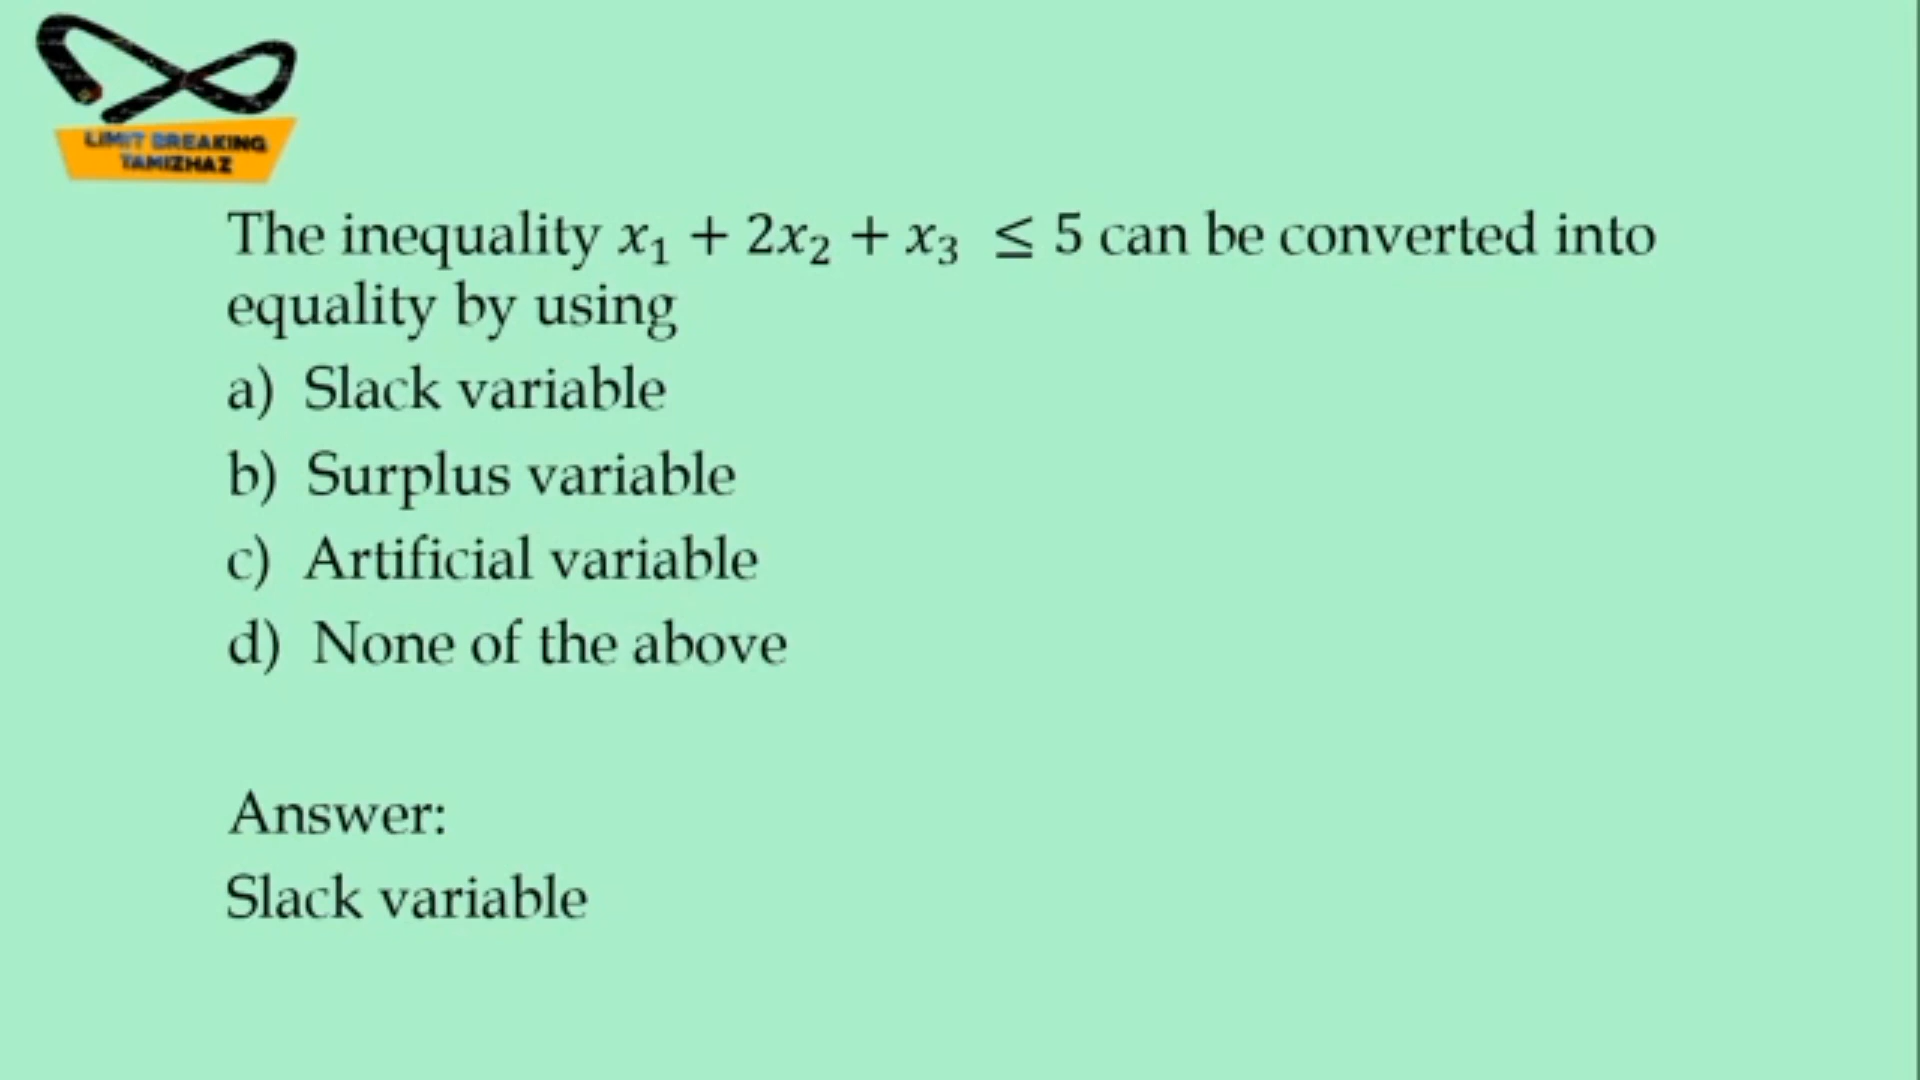 LIMIT BREAKING
TAMIZHAZ
The inequality x₁ + 2x₂ + x₃ ≤ 5 can be converted into
equality by using
a) Slack variable
b) Surplus variable
c) Artificial variable
d) None of the above
Answer:
Slack variable